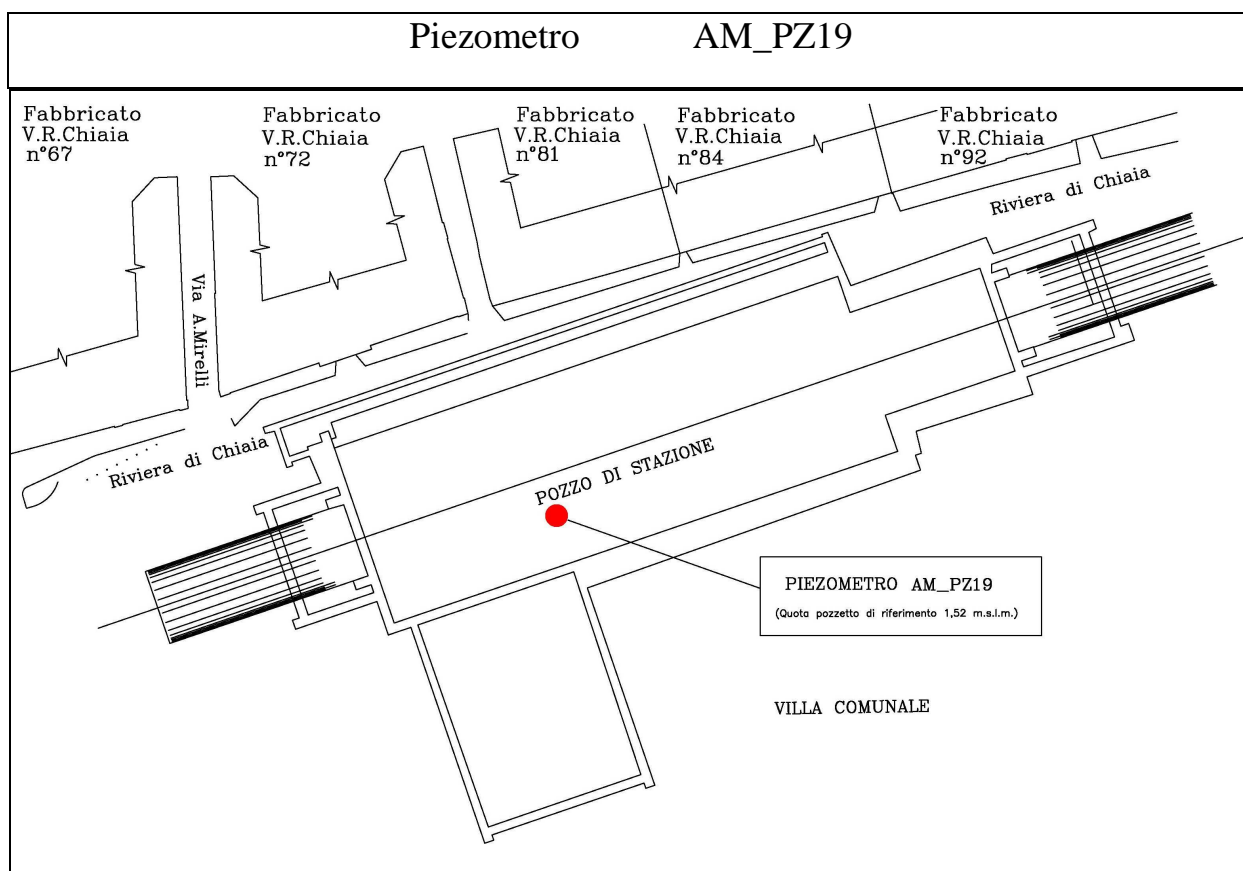 Piezometro AM_PZ19
Fabbricato
V.R.Chiaia
n°67
Fabbricato
V.R.Chiaia
n°72
Fabbricato
V.R.Chiaia
n°81
Fabbricato
V.R.Chiaia
n°84
Fabbricato
V.R.Chiaia
n°92
Riviera di Chiaia
Via A.Mirelli
Riviera di Chiaia
POZZO DI STAZIONE
PIEZOMETRO AM_PZ19
(Quota pozzetto di riferimento 1,52 m.s.l.m.)
VILLA COMUNALE